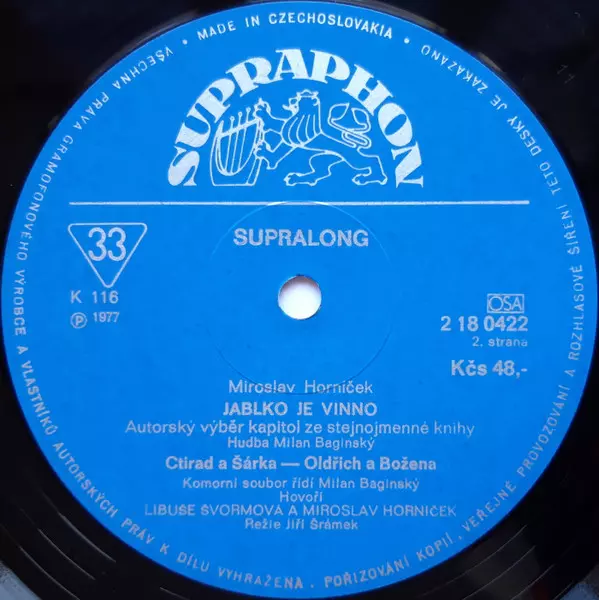 MADE IN CZECHOSLOVAKIA
VŠECHNA PRÁVA GRAMOFONOVÉHO VÝROBCE A VLASTNÍKŮ AUTORSKÝCH PRÁV K DÍLU VYHRAŽENA. POŘIZOVÁNÍ KOPIÍ, VEŘEJNÉ PROVOZOVÁNÍ A ROZHLASOVÉ ŠÍŘENÍ TÉTO DESKY JE ZAKÁZÁNO
SUPRAPHON
33
SUPRALONG
K 116
℗ 1977
OSA
2 18 0422
2. strana
Kčs 48,-
Miroslav Horníček
JABLKO JE VINNO
Autorský výběr kapitol ze stejnojmenné knihy
Hudba Milan Baginský
Ctirad a Šárka — Oldřich a Božena
Komorní soubor řídí Milan Baginský
Hovoří
LIBUŠE ŠVORMOVÁ A MIROSLAV HORNÍČEK
Režie Jiří Šrámek